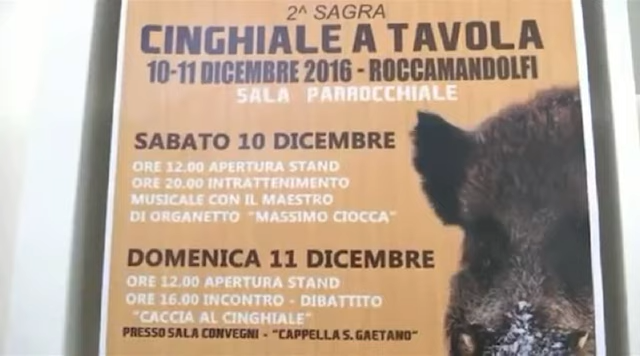 2^ SAGRA
CINGHIALE A TAVOLA
10-11 DICEMBRE 2016 - ROCCAMANDOLFI
SALA PARROCCHIALE
SABATO 10 DICEMBRE
ORE 12.00 APERTURA STAND
ORE 20.00 INTRATTENIMENTO
MUSICALE CON IL MAESTRO
DI ORGANETTO "MASSIMO CIOCCA"
DOMENICA 11 DICEMBRE
ORE 12.00 APERTURA STAND
ORE 16.00 INCONTRO - DIBATTITO
"CACCIA AL CINGHIALE"
PRESSO SALA CONVEGNI - "CAPPELLA S. GAETANO"